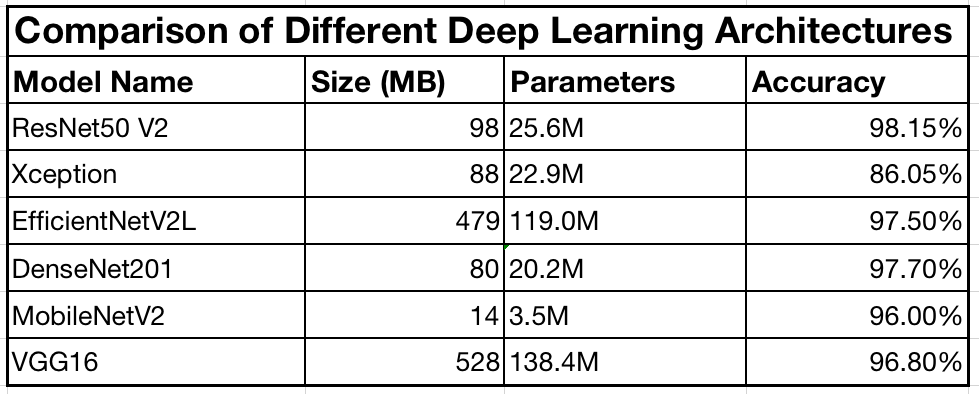 Comparison of Different Deep Learning Architectures
Model Name Size (MB) Parameters Accuracy
ResNet50 V2 98 25.6M 98.15%
Xception 88 22.9M 86.05%
EfficientNetV2L 479 119.0M 97.50%
DenseNet201 80 20.2M 97.70%
MobileNetV2 14 3.5M 96.00%
VGG16 528 138.4M 96.80%